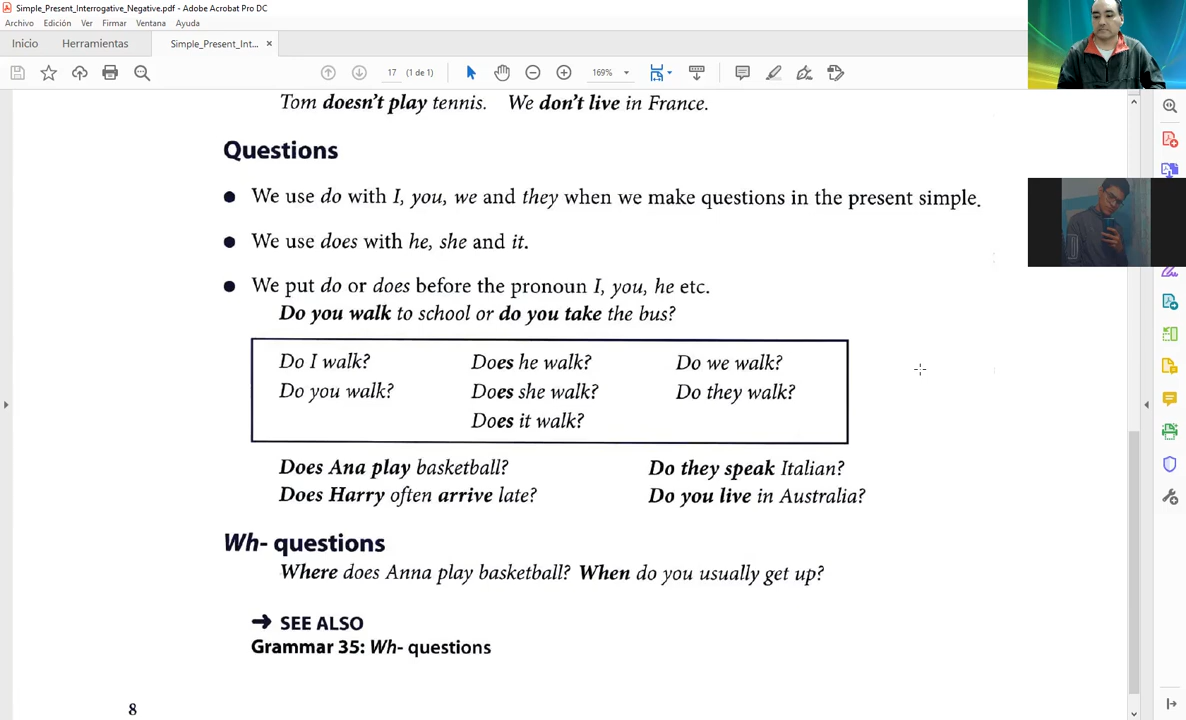 Simple_Present_Interrogative_Negative.pdf - Adobe Acrobat Pro DC
Archivo Edición Ver Firmar Ventana Ayuda
Inicio Herramientas Simple_Present_Int... ×
17 (1 de 1) 169%
Tom doesn't play tennis. We don't live in France.
Questions
● We use do with I, you, we and they when we make questions in the present simple.
● We use does with he, she and it.
● We put do or does before the pronoun I, you, he etc.
Do you walk to school or do you take the bus?
Do I walk? Does he walk? Do we walk?
Do you walk? Does she walk? Do they walk?
Does it walk?
Does Ana play basketball? Do they speak Italian?
Does Harry often arrive late? Do you live in Australia?
Wh- questions
Where does Anna play basketball? When do you usually get up?
➔ SEE ALSO
Grammar 35: Wh- questions
8